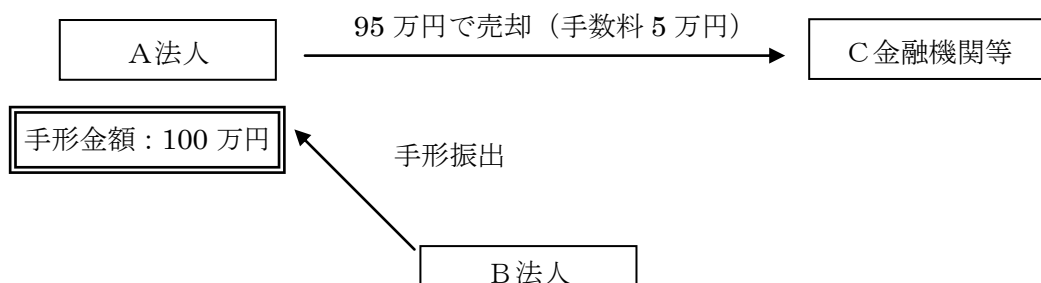 95 万円で売却（手数料 5 万円）
A法人
C金融機関等
手形金額：100 万円
手形振出
B法人